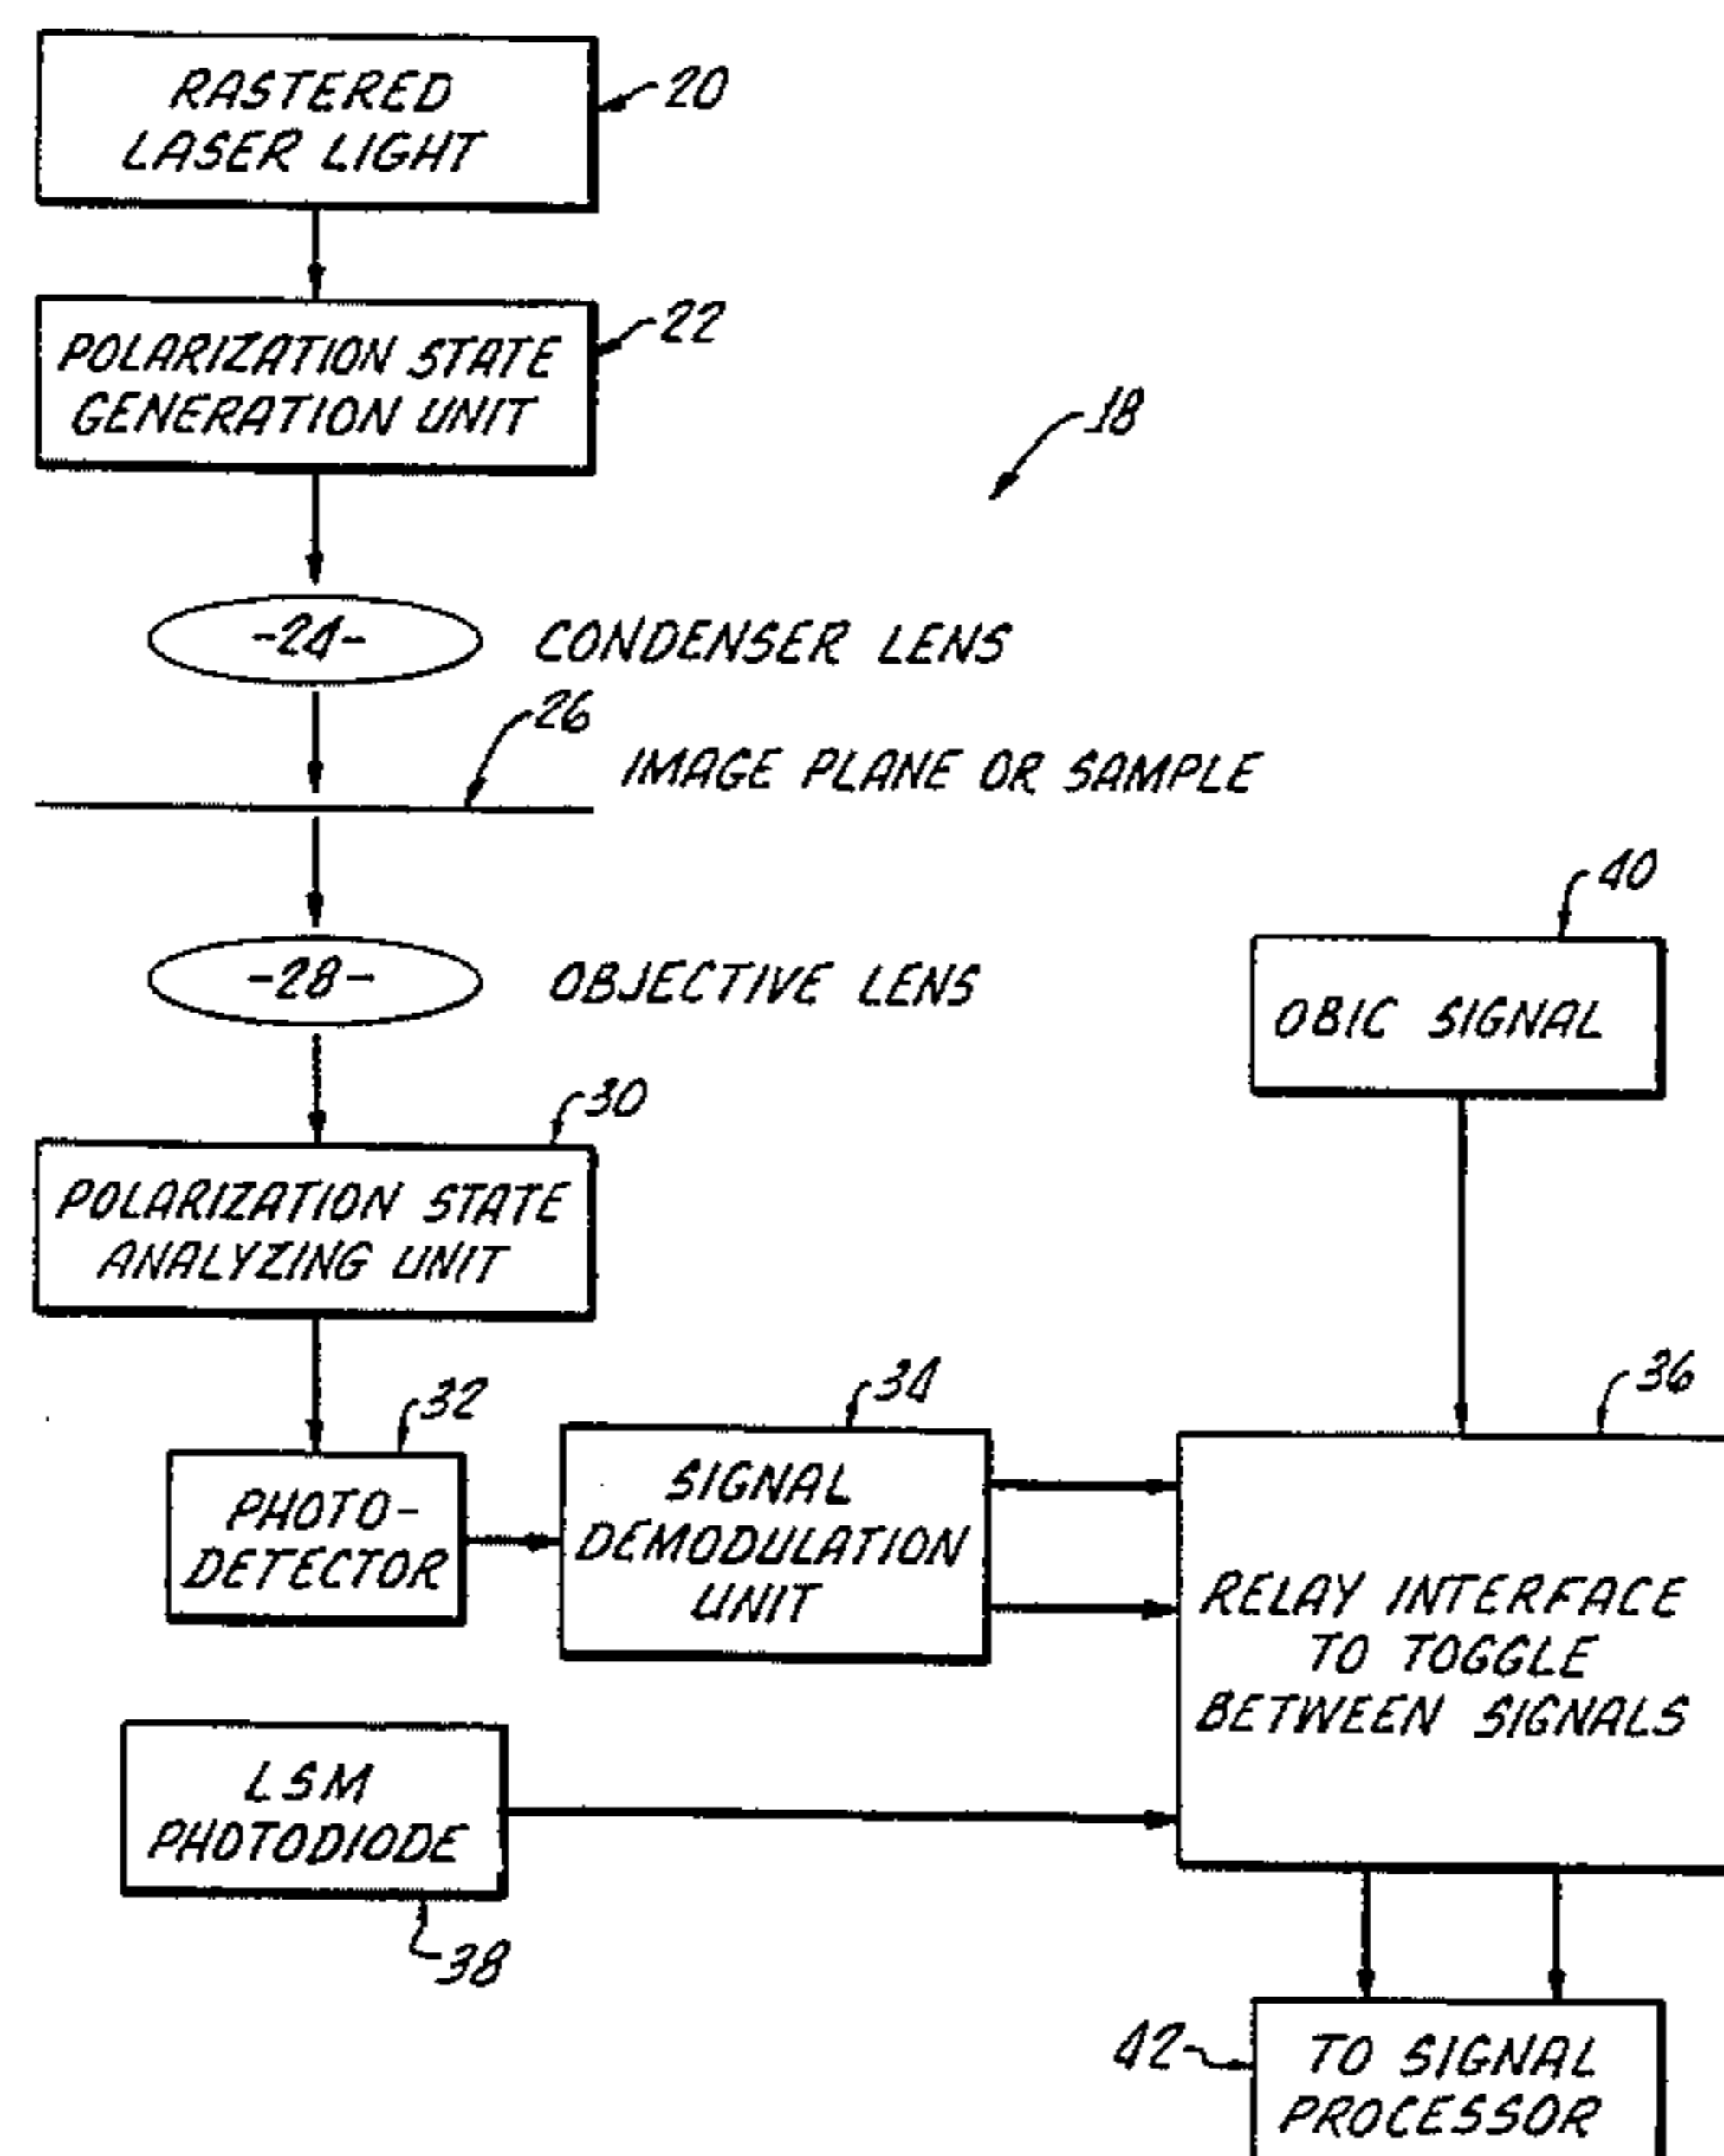 RASTERED
LASER LIGHT
20
POLARIZATION STATE
GENERATION UNIT
22
18
-24-
CONDENSER LENS
26
IMAGE PLANE OR SAMPLE
-28-
OBJECTIVE LENS
40
OBIC SIGNAL
30
POLARIZATION STATE
ANALYZING UNIT
32
PHOTO-
DETECTOR
34
SIGNAL
DEMODULATION
UNIT
36
RELAY INTERFACE
TO TOGGLE
BETWEEN SIGNALS
LSM
PHOTODIODE
38
42
TO SIGNAL
PROCESSOR